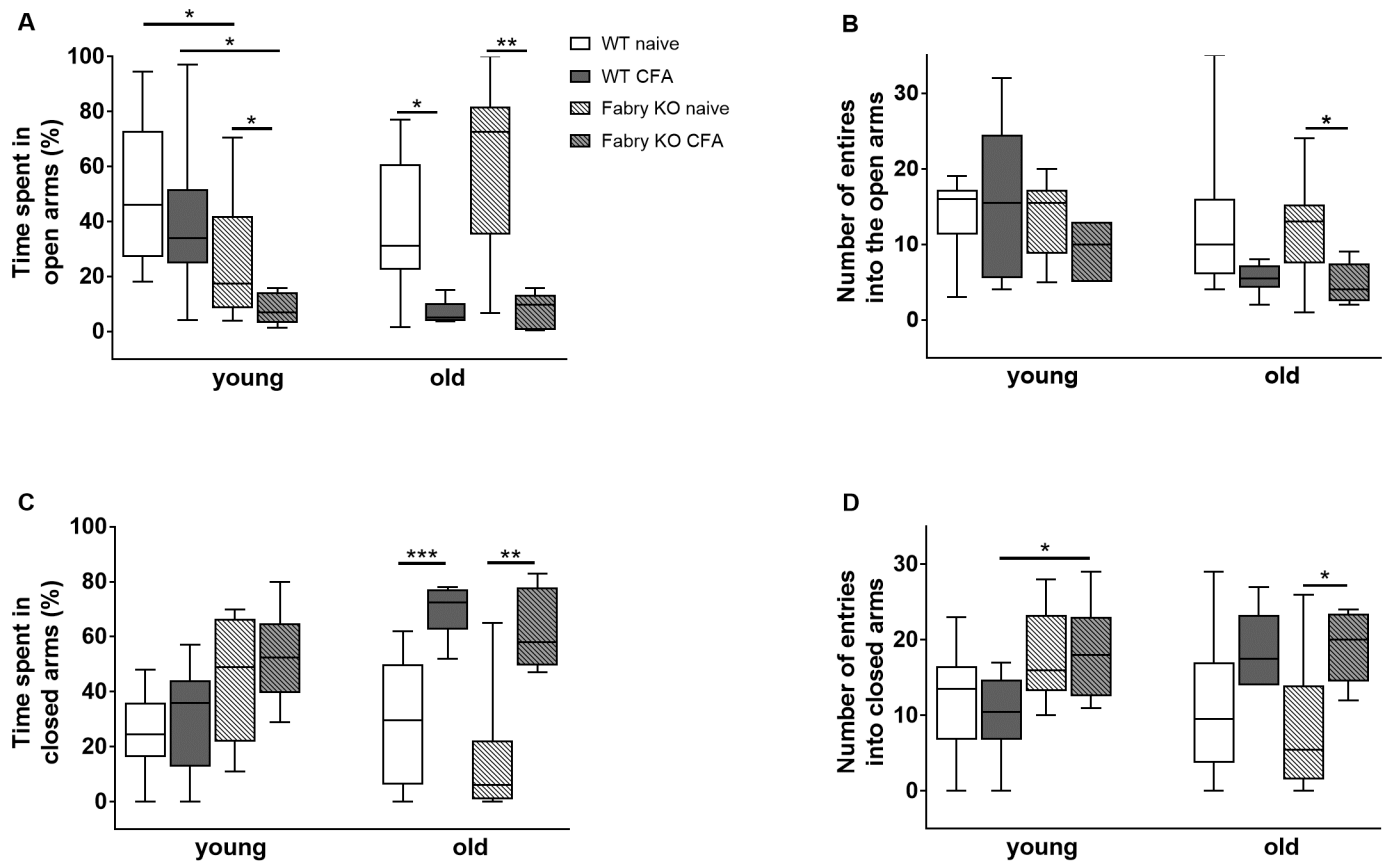 A
*
*
*
*
**
100
80
60
40
20
0
Time spent in
open arms (%)
young
old
WT naive
WT CFA
Fabry KO naive
Fabry KO CFA
B
*
30
20
10
0
Number of entires
into the open arms
young
old
C
***
**
100
80
60
40
20
0
Time spent in
closed arms (%)
young
old
D
*
*
30
20
10
0
Number of entries
into closed arms
young
old